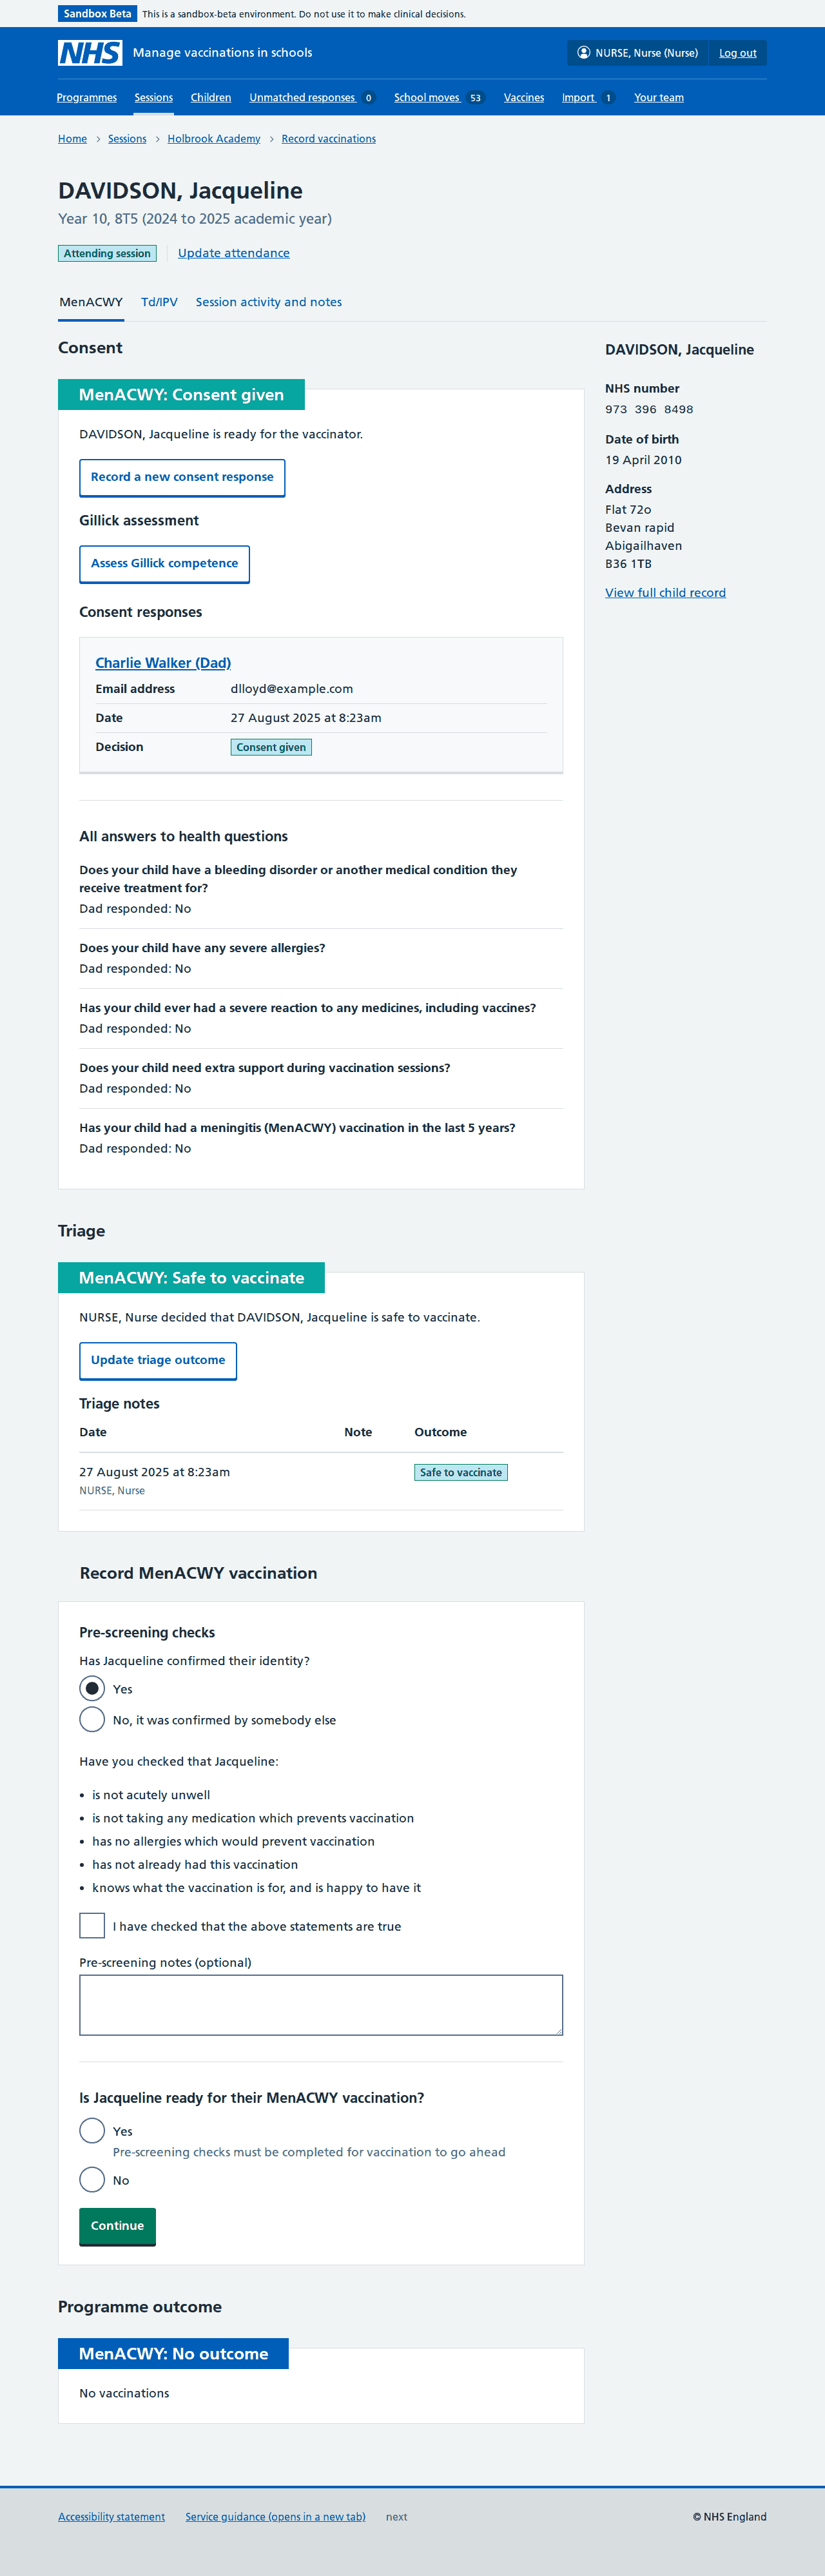 Sandbox Beta This is a sandbox-beta environment. Do not use it to make clinical decisions.
NHS Manage vaccinations in schools NURSE, Nurse (Nurse) Log out
Programmes Sessions Children Unmatched responses 0 School moves 53 Vaccines Import 1 Your team
Home Sessions Holbrook Academy Record vaccinations
DAVIDSON, Jacqueline
Year 10, 8T5 (2024 to 2025 academic year)
Attending session Update attendance
MenACWY Td/IPV Session activity and notes
Consent
MenACWY: Consent given
DAVIDSON, Jacqueline is ready for the vaccinator.
Record a new consent response
Gillick assessment
Assess Gillick competence
Consent responses
Charlie Walker (Dad)
Email address dlloyd@example.com
Date 27 August 2025 at 8:23am
Decision Consent given
All answers to health questions
Does your child have a bleeding disorder or another medical condition they
receive treatment for?
Dad responded: No
Does your child have any severe allergies?
Dad responded: No
Has your child ever had a severe reaction to any medicines, including vaccines?
Dad responded: No
Does your child need extra support during vaccination sessions?
Dad responded: No
Has your child had a meningitis (MenACWY) vaccination in the last 5 years?
Dad responded: No
DAVIDSON, Jacqueline
NHS number
973 396 8498
Date of birth
19 April 2010
Address
Flat 72o
Bevan rapid
Abigailhaven
B36 1TB
View full child record
Triage
MenACWY: Safe to vaccinate
NURSE, Nurse decided that DAVIDSON, Jacqueline is safe to vaccinate.
Update triage outcome
Triage notes
Date Note Outcome
27 August 2025 at 8:23am Safe to vaccinate
NURSE, Nurse
Record MenACWY vaccination
Pre-screening checks
Has Jacqueline confirmed their identity?
Yes
No, it was confirmed by somebody else
Have you checked that Jacqueline:
• is not acutely unwell
• is not taking any medication which prevents vaccination
• has no allergies which would prevent vaccination
• has not already had this vaccination
• knows what the vaccination is for, and is happy to have it
I have checked that the above statements are true
Pre-screening notes (optional)
Is Jacqueline ready for their MenACWY vaccination?
Yes
Pre-screening checks must be completed for vaccination to go ahead
No
Continue
Programme outcome
MenACWY: No outcome
No vaccinations
Accessibility statement Service guidance (opens in a new tab) next © NHS England